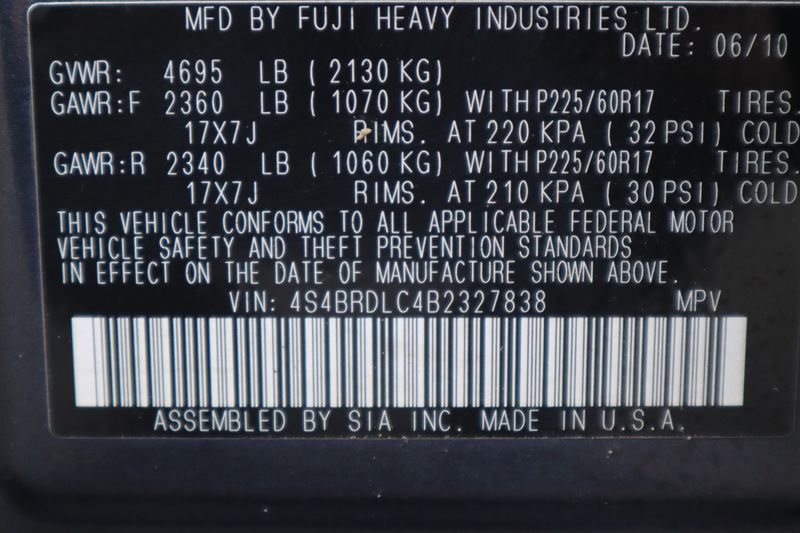 MFD BY FUJI HEAVY INDUSTRIES LTD.
DATE: 06/10
GVWR: 4695 LB ( 2130 KG)
GAWR:F 2360 LB ( 1070 KG) WITH P225/60R17 TIRES.
17X7J RIMS. AT 220 KPA ( 32 PSI) COLD
GAWR:R 2340 LB ( 1060 KG) WITH P225/60R17 TIRES.
17X7J RIMS. AT 210 KPA ( 30 PSI) COLD
THIS VEHICLE CONFORMS TO ALL APPLICABLE FEDERAL MOTOR
VEHICLE SAFETY AND THEFT PREVENTION STANDARDS
IN EFFECT ON THE DATE OF MANUFACTURE SHOWN ABOVE.
VIN: 4S4BRDLC4B2327838 MPV
ASSEMBLED BY SIA INC. MADE IN U.S.A.